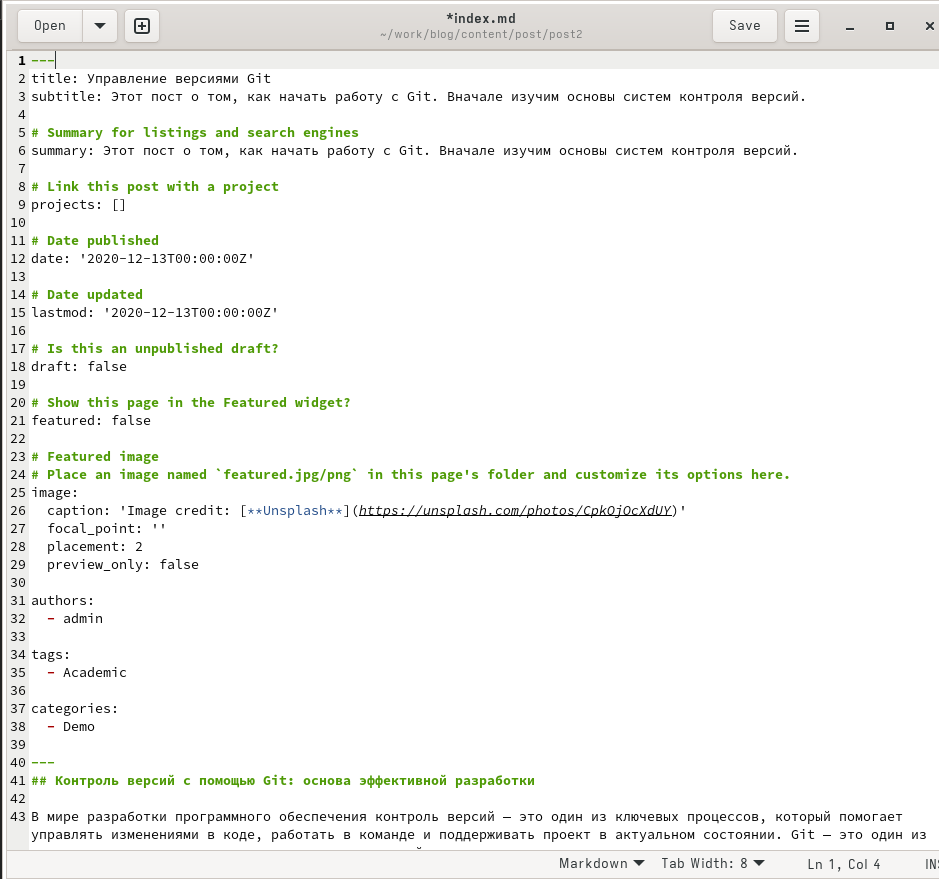 Open
*index.md
~/work/blog/content/post/post2
Save
1 ---
2 title: Управление версиями Git
3 subtitle: Этот пост о том, как начать работу с Git. Вначале изучим основы систем контроля версий.
4
5 # Summary for listings and search engines
6 summary: Этот пост о том, как начать работу с Git. Вначале изучим основы систем контроля версий.
7
8 # Link this post with a project
9 projects: []
10
11 # Date published
12 date: '2020-12-13T00:00:00Z'
13
14 # Date updated
15 lastmod: '2020-12-13T00:00:00Z'
16
17 # Is this an unpublished draft?
18 draft: false
19
20 # Show this page in the Featured widget?
21 featured: false
22
23 # Featured image
24 # Place an image named `featured.jpg/png` in this page's folder and customize its options here.
25 image:
26   caption: 'Image credit: [**Unsplash**](https://unsplash.com/photos/CpkOjOcXdUY)'
27   focal_point: ''
28   placement: 2
29   preview_only: false
30
31 authors:
32   - admin
33
34 tags:
35   - Academic
36
37 categories:
38   - Demo
39
40 ---
41 ## Контроль версий с помощью Git: основа эффективной разработки
42
43 В мире разработки программного обеспечения контроль версий — это один из ключевых процессов, который помогает
управлять изменениями в коде, работать в команде и поддерживать проект в актуальном состоянии. Git — это один из
Markdown Tab Width: 8 Ln 1, Col 4